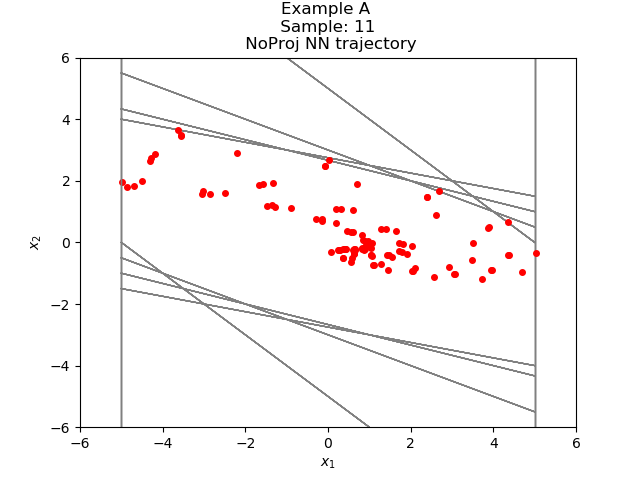 Example A
Sample: 11
NoProj NN trajectory
6
4
2
0
−2
−4
−6
x₂
−6 −4 −2 0 2 4 6
x₁